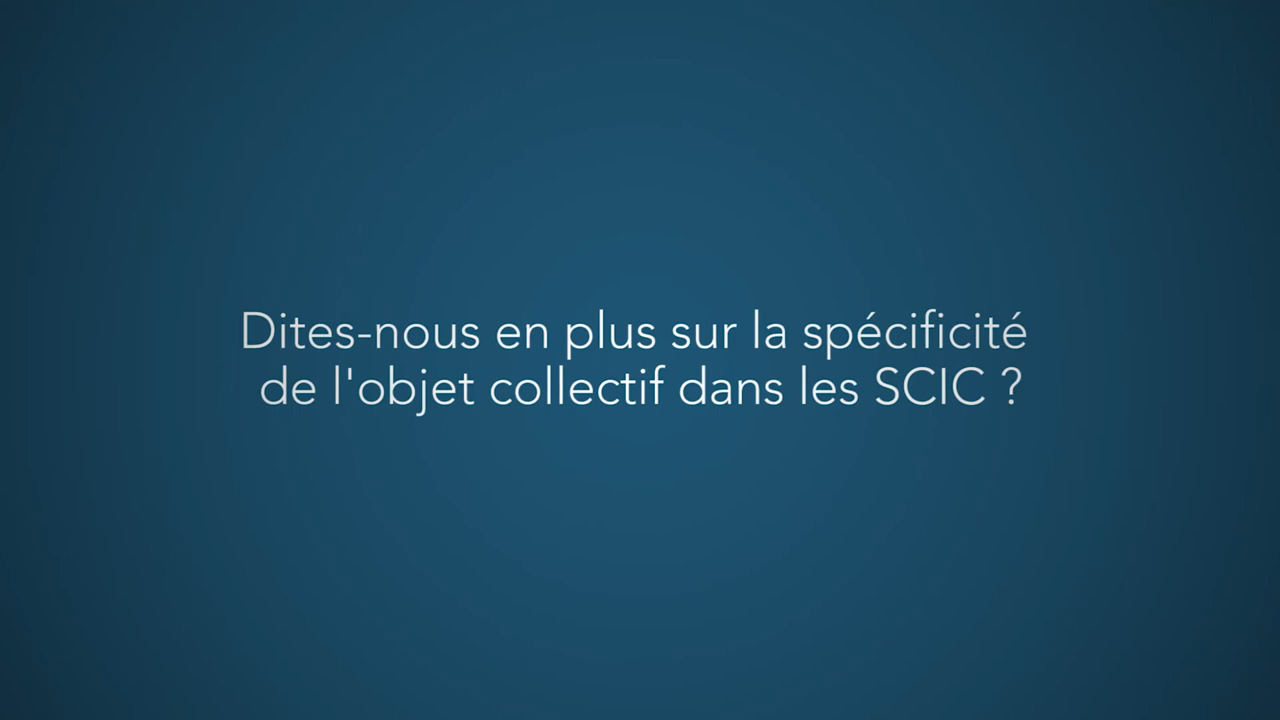 Dites-nous en plus sur la spécificité
de l'objet collectif dans les SCIC ?